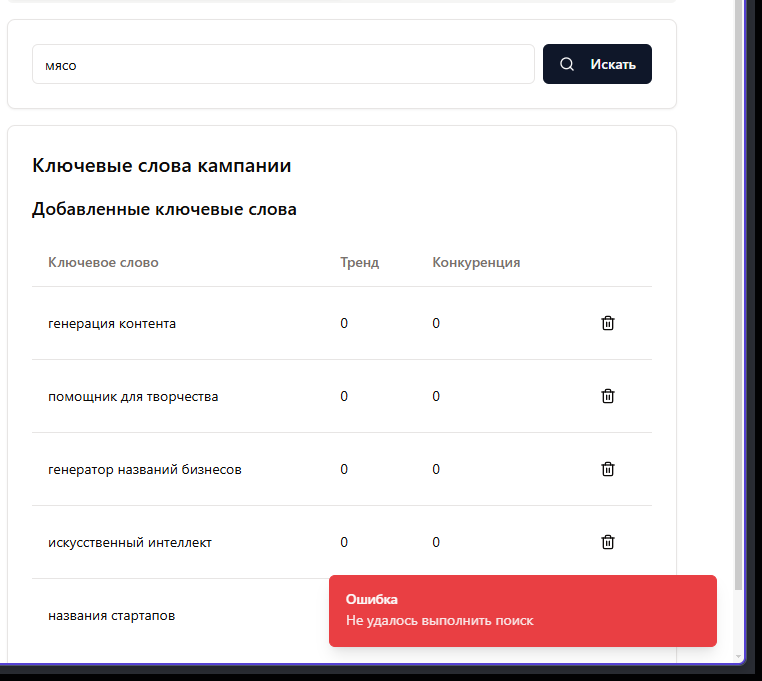 мясо
Искать
Ключевые слова кампании
Добавленные ключевые слова
Ключевое слово Тренд Конкуренция
генерация контента 0 0
помощник для творчества 0 0
генератор названий бизнесов 0 0
искусственный интеллект 0 0
названия стартапов
Ошибка
Не удалось выполнить поиск